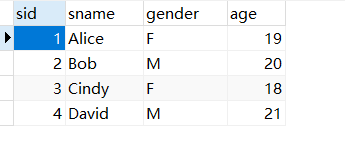 sid sname gender age
1 Alice F 19
2 Bob M 20
3 Cindy F 18
4 David M 21